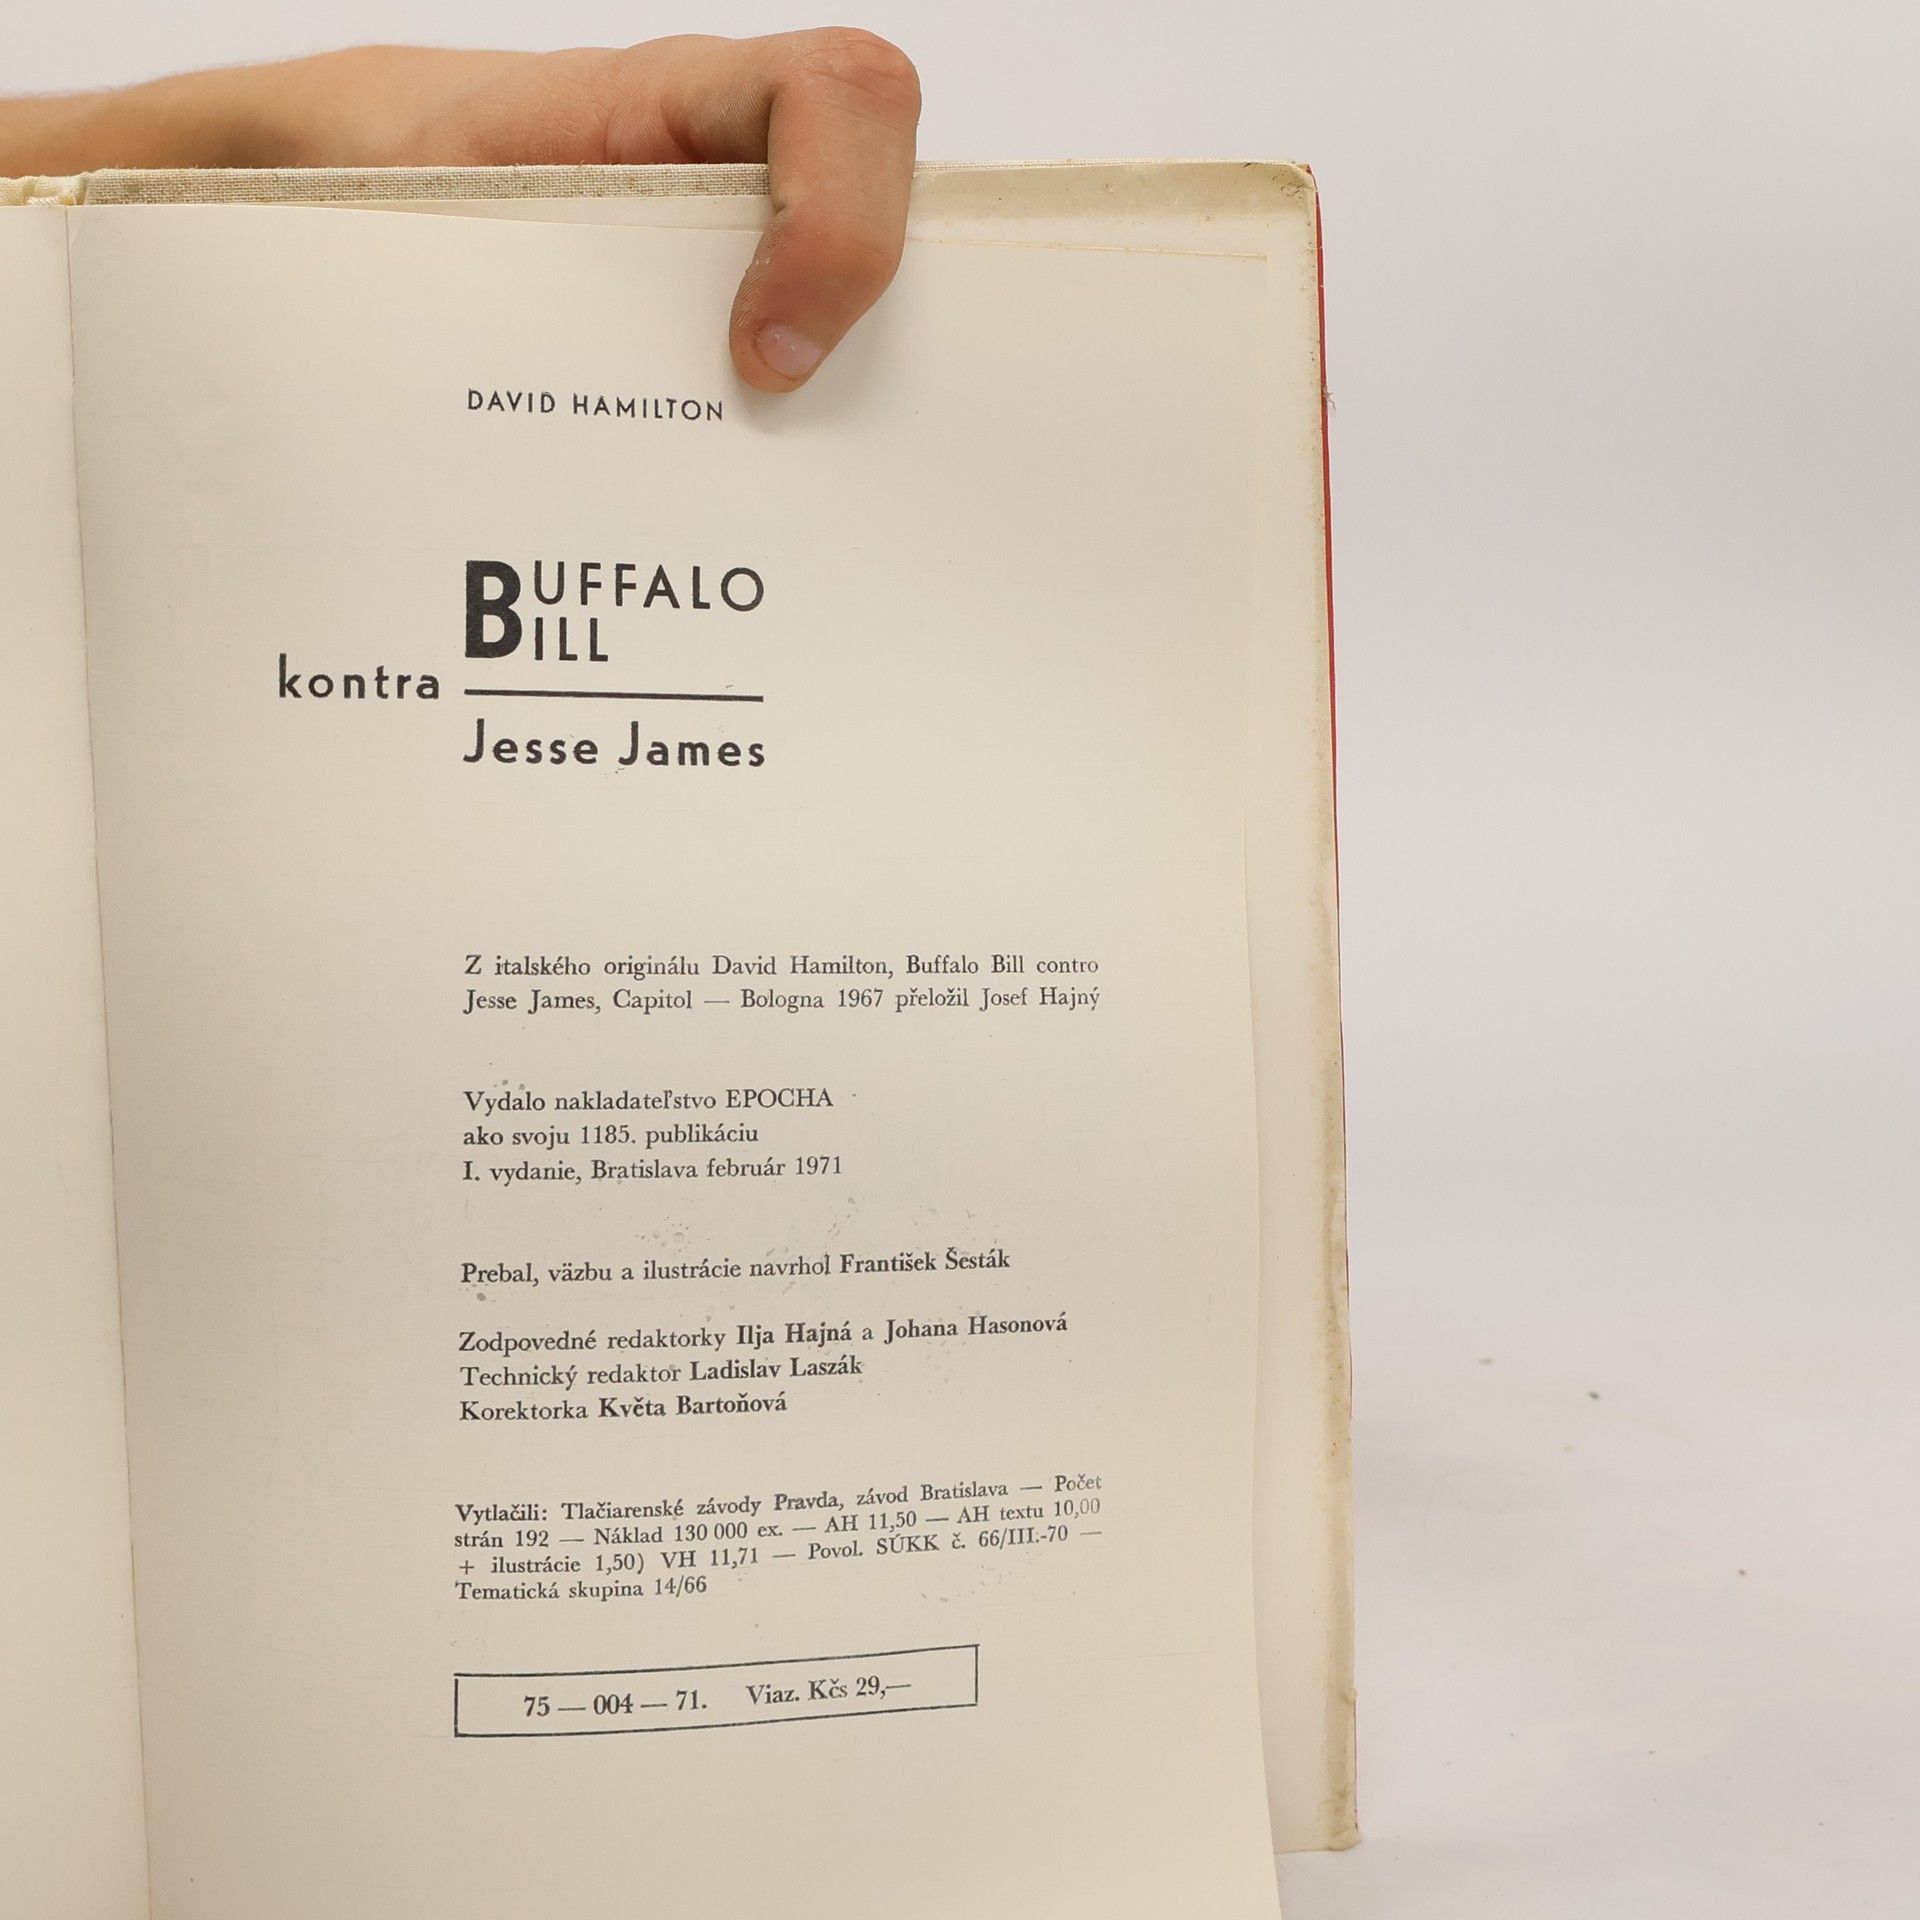 DAVID HAMILTON
BUFFALO
BILL
kontra
Jesse James
Z italského originálu David Hamilton, Buffalo Bill contro
Jesse James, Capitol — Bologna 1967 přeložil Josef Hajný
Vydalo nakladateľstvo EPOCHA
ako svoju 1185. publikáciu
I. vydanie, Bratislava február 1971
Prebal, väzbu a ilustrácie navrhol František Šesták
Zodpovedné redaktorky Ilja Hajná a Johana Hasonová
Technický redaktor Ladislav Laszák
Korektorka Květa Bartoňová
Vytlačili: Tlačiarenské závody Pravda, závod Bratislava — Počet
strán 192 — Náklad 130 000 ex. — AH 11,50 — AH textu 10,00
+ ilustrácie 1,50) VH 11,71 — Povol. SÚKK č. 66/III.-70 —
Tematická skupina 14/66
75 — 004 — 71. Viaz. Kčs 29,—